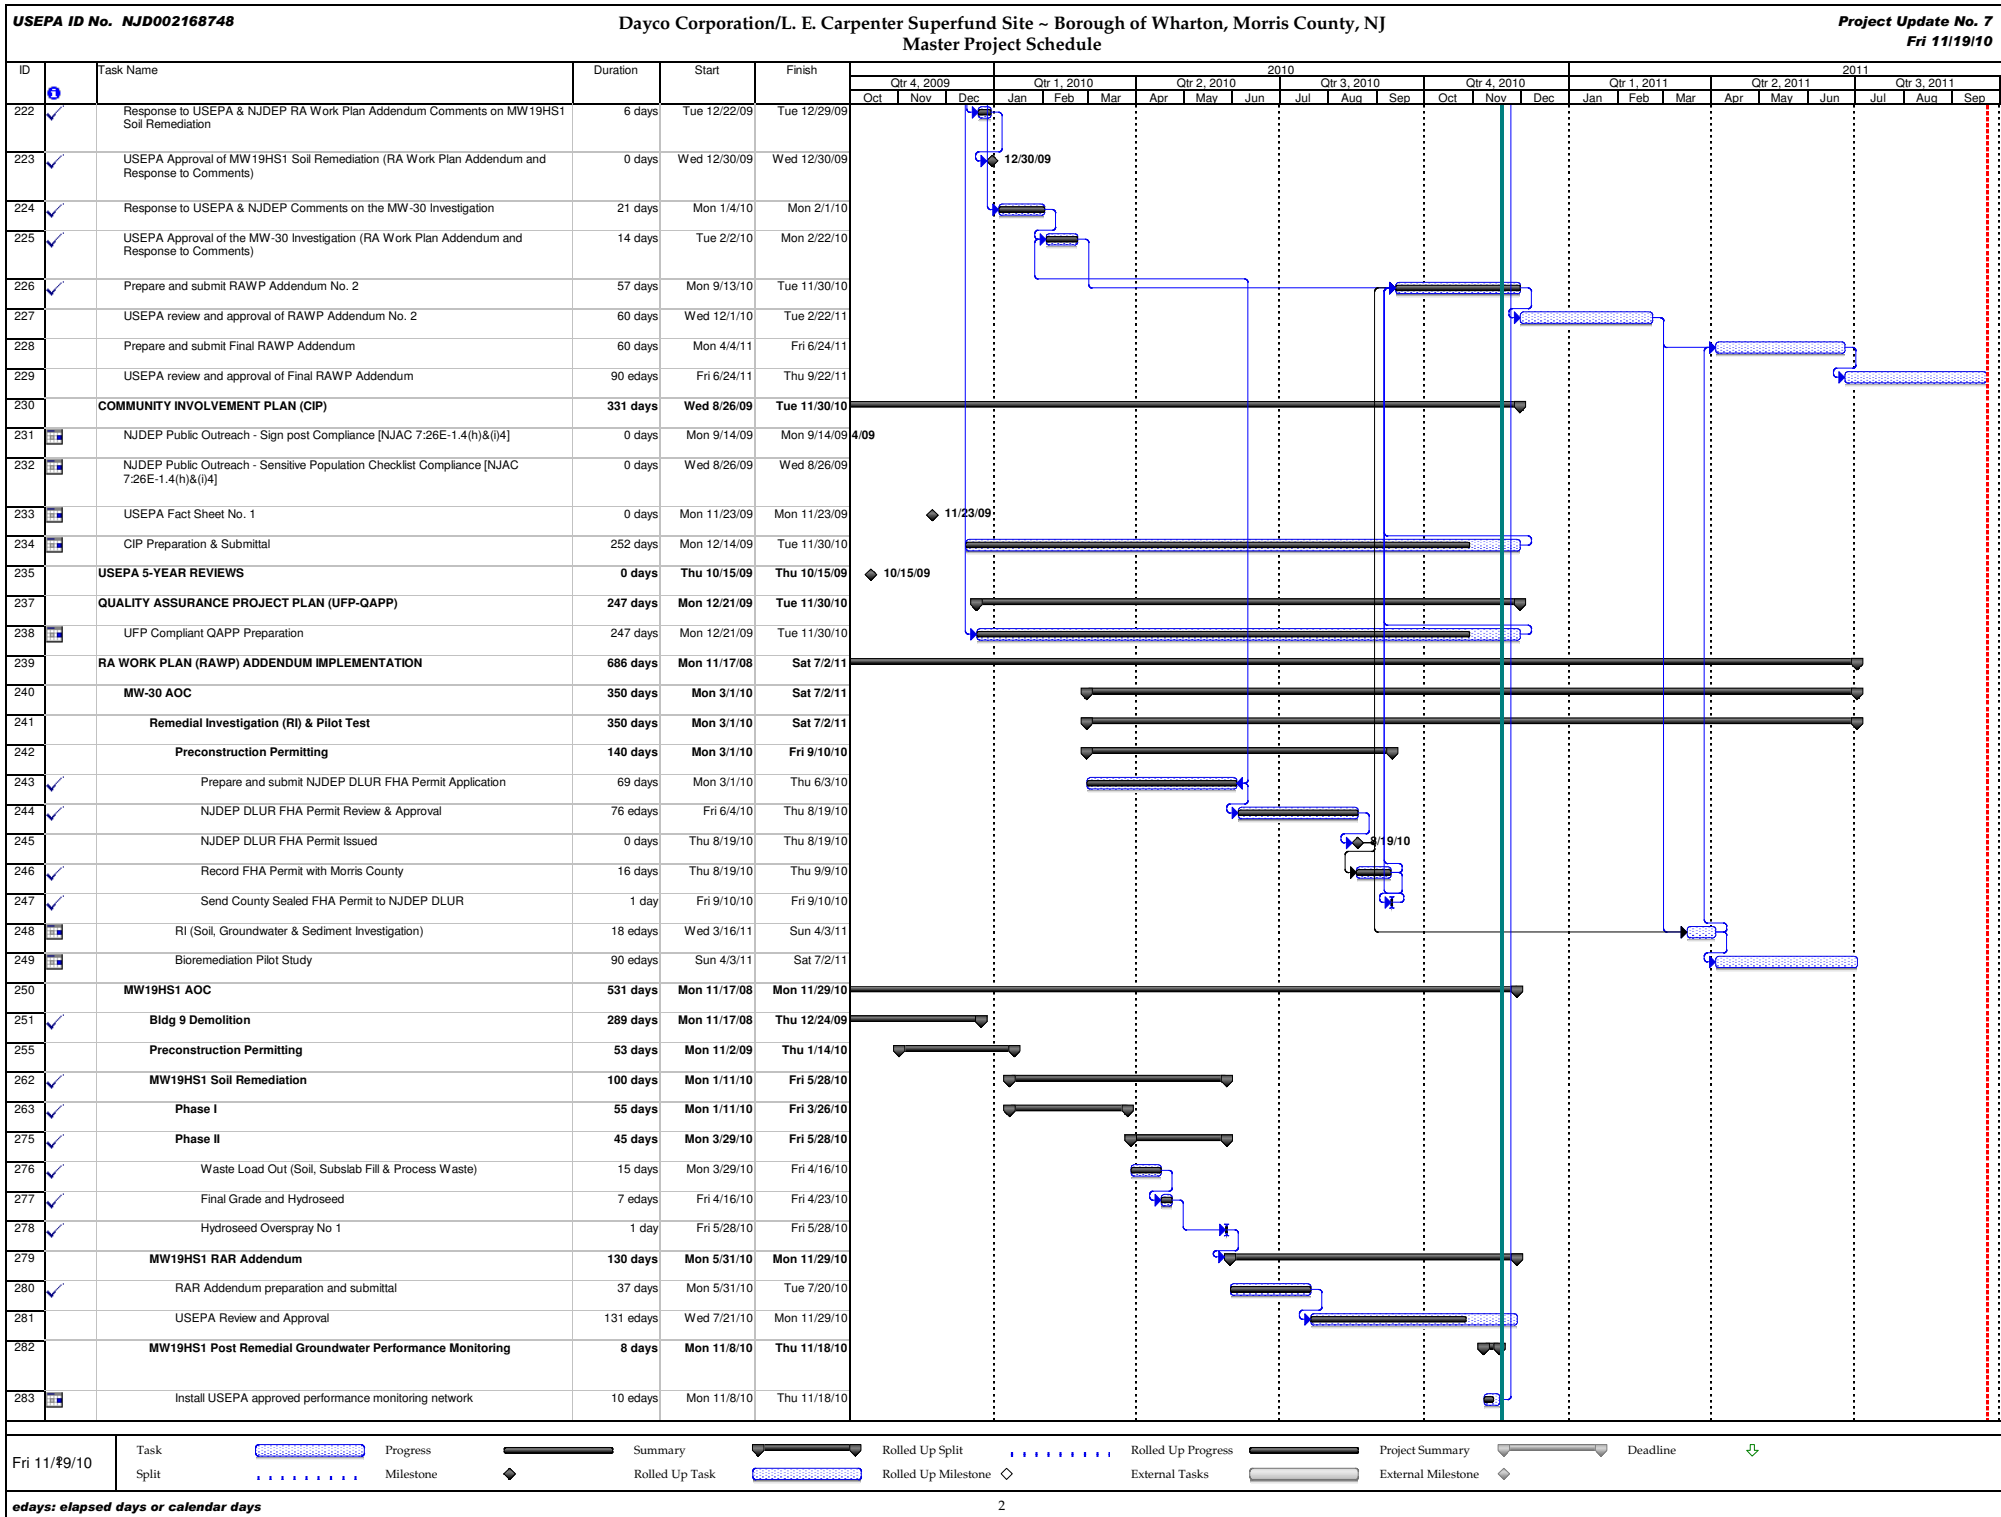 USEPA ID No. NJD002168748
Dayco Corporation/L. E. Carpenter Superfund Site ~ Borough of Wharton, Morris County, NJ
Master Project Schedule
Project Update No. 7
Fri 11/19/10
ID Task Name Duration Start Finish
2010 2011
Qtr 4, 2009 Qtr 1, 2010 Qtr 2, 2010 Qtr 3, 2010 Qtr 4, 2010 Qtr 1, 2011 Qtr 2, 2011 Qtr 3, 2011
Oct Nov Dec Jan Feb Mar Apr May Jun Jul Aug Sep Oct Nov Dec Jan Feb Mar Apr May Jun Jul Aug Sep
222 Response to USEPA & NJDEP RA Work Plan Addendum Comments on MW19HS1 6 days Tue 12/22/09 Tue 12/29/09
Soil Remediation
223 USEPA Approval of MW19HS1 Soil Remediation (RA Work Plan Addendum and 0 days Wed 12/30/09 Wed 12/30/09 12/30/09
Response to Comments)
224 Response to USEPA & NJDEP Comments on the MW-30 Investigation 21 days Mon 1/4/10 Mon 2/1/10
225 USEPA Approval of the MW-30 Investigation (RA Work Plan Addendum and 14 days Tue 2/2/10 Mon 2/22/10
Response to Comments)
226 Prepare and submit RAWP Addendum No. 2 57 days Mon 9/13/10 Tue 11/30/10
227 USEPA review and approval of RAWP Addendum No. 2 60 days Wed 12/1/10 Tue 2/22/11
228 Prepare and submit Final RAWP Addendum 60 days Mon 4/4/11 Fri 6/24/11
229 USEPA review and approval of Final RAWP Addendum 90 edays Fri 6/24/11 Thu 9/22/11
230 COMMUNITY INVOLVEMENT PLAN (CIP) 331 days Wed 8/26/09 Tue 11/30/10
231 NJDEP Public Outreach - Sign post Compliance [NJAC 7:26E-1.4(h)&(i)4] 0 days Mon 9/14/09 Mon 9/14/09 4/09
232 NJDEP Public Outreach - Sensitive Population Checklist Compliance [NJAC 0 days Wed 8/26/09 Wed 8/26/09
7:26E-1.4(h)&(i)4]
233 USEPA Fact Sheet No. 1 0 days Mon 11/23/09 Mon 11/23/09 11/23/09
234 CIP Preparation & Submittal 252 days Mon 12/14/09 Tue 11/30/10
235 USEPA 5-YEAR REVIEWS 0 days Thu 10/15/09 Thu 10/15/09 10/15/09
237 QUALITY ASSURANCE PROJECT PLAN (UFP-QAPP) 247 days Mon 12/21/09 Tue 11/30/10
238 UFP Compliant QAPP Preparation 247 days Mon 12/21/09 Tue 11/30/10
239 RA WORK PLAN (RAWP) ADDENDUM IMPLEMENTATION 686 days Mon 11/17/08 Sat 7/2/11
240 MW-30 AOC 350 days Mon 3/1/10 Sat 7/2/11
241 Remedial Investigation (RI) & Pilot Test 350 days Mon 3/1/10 Sat 7/2/11
242 Preconstruction Permitting 140 days Mon 3/1/10 Fri 9/10/10
243 Prepare and submit NJDEP DLUR FHA Permit Application 69 days Mon 3/1/10 Thu 6/3/10
244 NJDEP DLUR FHA Permit Review & Approval 76 edays Fri 6/4/10 Thu 8/19/10
245 NJDEP DLUR FHA Permit Issued 0 days Thu 8/19/10 Thu 8/19/10 8/19/10
246 Record FHA Permit with Morris County 16 days Thu 8/19/10 Thu 9/9/10
247 Send County Sealed FHA Permit to NJDEP DLUR 1 day Fri 9/10/10 Fri 9/10/10
248 RI (Soil, Groundwater & Sediment Investigation) 18 edays Wed 3/16/11 Sun 4/3/11
249 Bioremediation Pilot Study 90 edays Sun 4/3/11 Sat 7/2/11
250 MW19HS1 AOC 531 days Mon 11/17/08 Mon 11/29/10
251 Bldg 9 Demolition 289 days Mon 11/17/08 Thu 12/24/09
255 Preconstruction Permitting 53 days Mon 11/2/09 Thu 1/14/10
262 MW19HS1 Soil Remediation 100 days Mon 1/11/10 Fri 5/28/10
263 Phase I 55 days Mon 1/11/10 Fri 3/26/10
275 Phase II 45 days Mon 3/29/10 Fri 5/28/10
276 Waste Load Out (Soil, Subslab Fill & Process Waste) 15 days Mon 3/29/10 Fri 4/16/10
277 Final Grade and Hydroseed 7 edays Fri 4/16/10 Fri 4/23/10
278 Hydroseed Overspray No 1 1 day Fri 5/28/10 Fri 5/28/10
279 MW19HS1 RAR Addendum 130 days Mon 5/31/10 Mon 11/29/10
280 RAR Addendum preparation and submittal 37 days Mon 5/31/10 Tue 7/20/10
281 USEPA Review and Approval 131 edays Wed 7/21/10 Mon 11/29/10
282 MW19HS1 Post Remedial Groundwater Performance Monitoring 8 days Mon 11/8/10 Thu 11/18/10
283 Install USEPA approved performance monitoring network 10 edays Mon 11/8/10 Thu 11/18/10
Fri 11/19/10
Task Progress Summary Rolled Up Split Rolled Up Progress Project Summary Deadline
Split Milestone Rolled Up Task Rolled Up Milestone External Tasks External Milestone
edays: elapsed days or calendar days
2